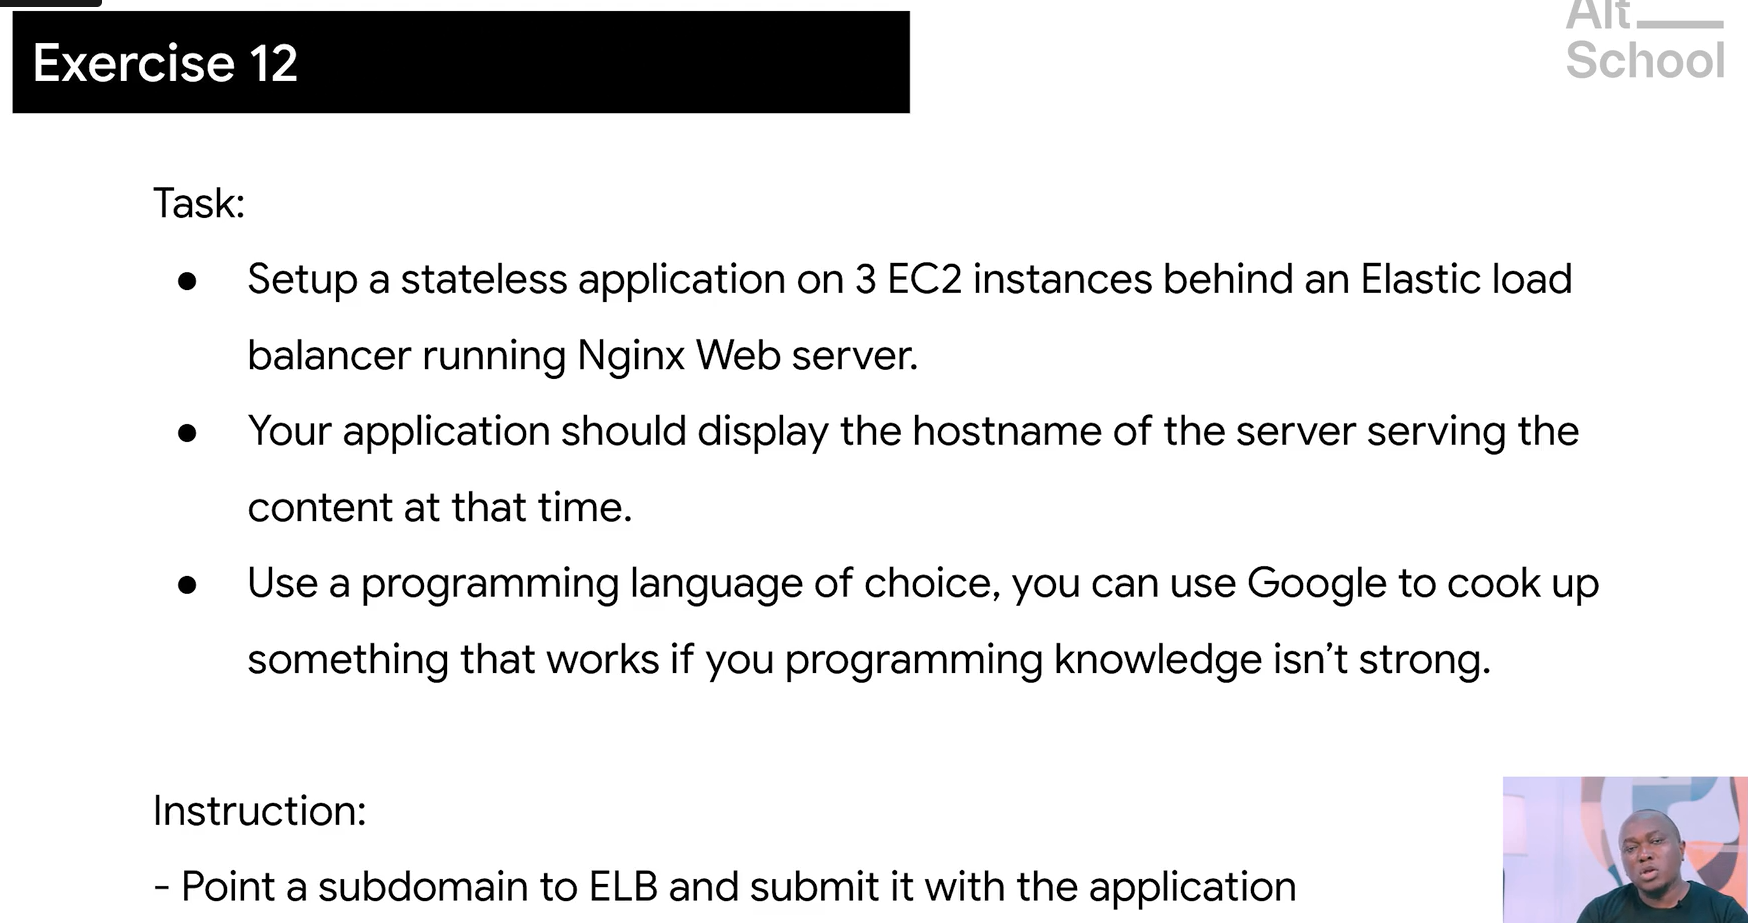 Alt
School
Exercise 12
Task:
● Setup a stateless application on 3 EC2 instances behind an Elastic load
balancer running Nginx Web server.
● Your application should display the hostname of the server serving the
content at that time.
● Use a programming language of choice, you can use Google to cook up
something that works if you programming knowledge isn’t strong.
Instruction:
- Point a subdomain to ELB and submit it with the application